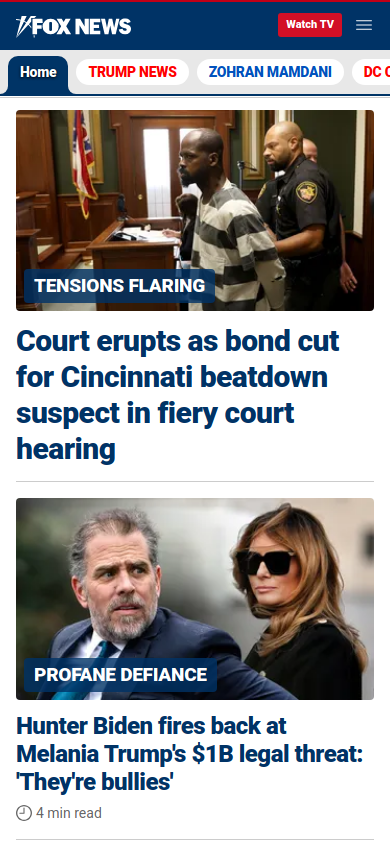 FOX NEWS
Watch TV
Home
TRUMP NEWS
ZOHRAN MAMDANI
DC
TENSIONS FLARING
Court erupts as bond cut
for Cincinnati beatdown
suspect in fiery court
hearing
PROFANE DEFIANCE
Hunter Biden fires back at
Melania Trump's $1B legal threat:
'They're bullies'
4 min read